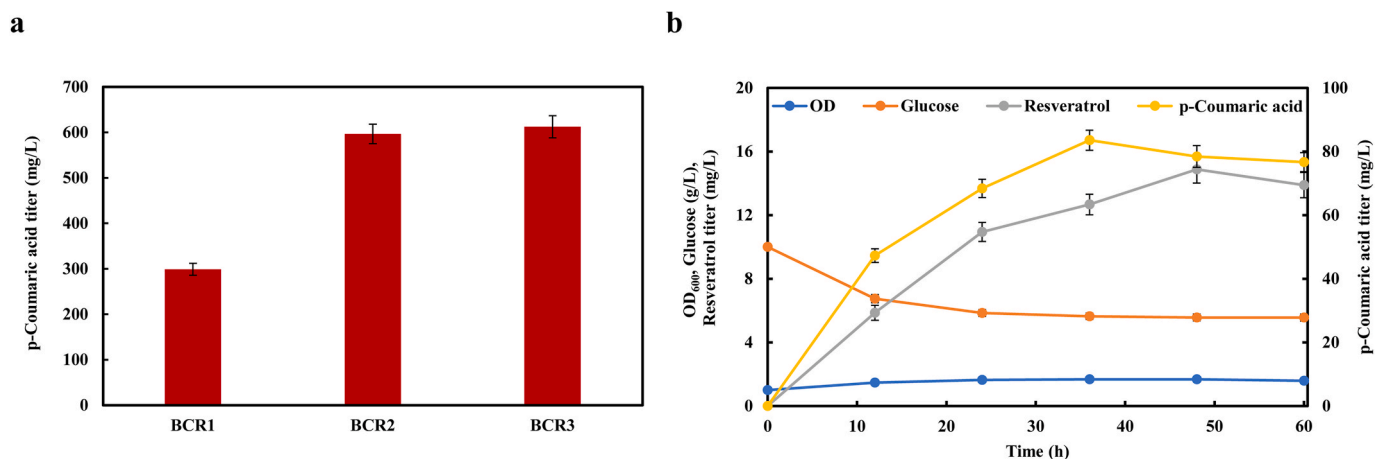 a
p-Coumaric acid titer (mg/L)
700
600
500
400
300
200
100
0
BCR1 BCR2 BCR3
b
OD600, Glucose (g/L),
Resveratrol titer (mg/L)
20
16
12
8
4
0
OD Glucose Resveratrol p-Coumaric acid
100
80
60
40
20
0
p-Coumaric acid titer (mg/L)
0 10 20 30 40 50 60
Time (h)